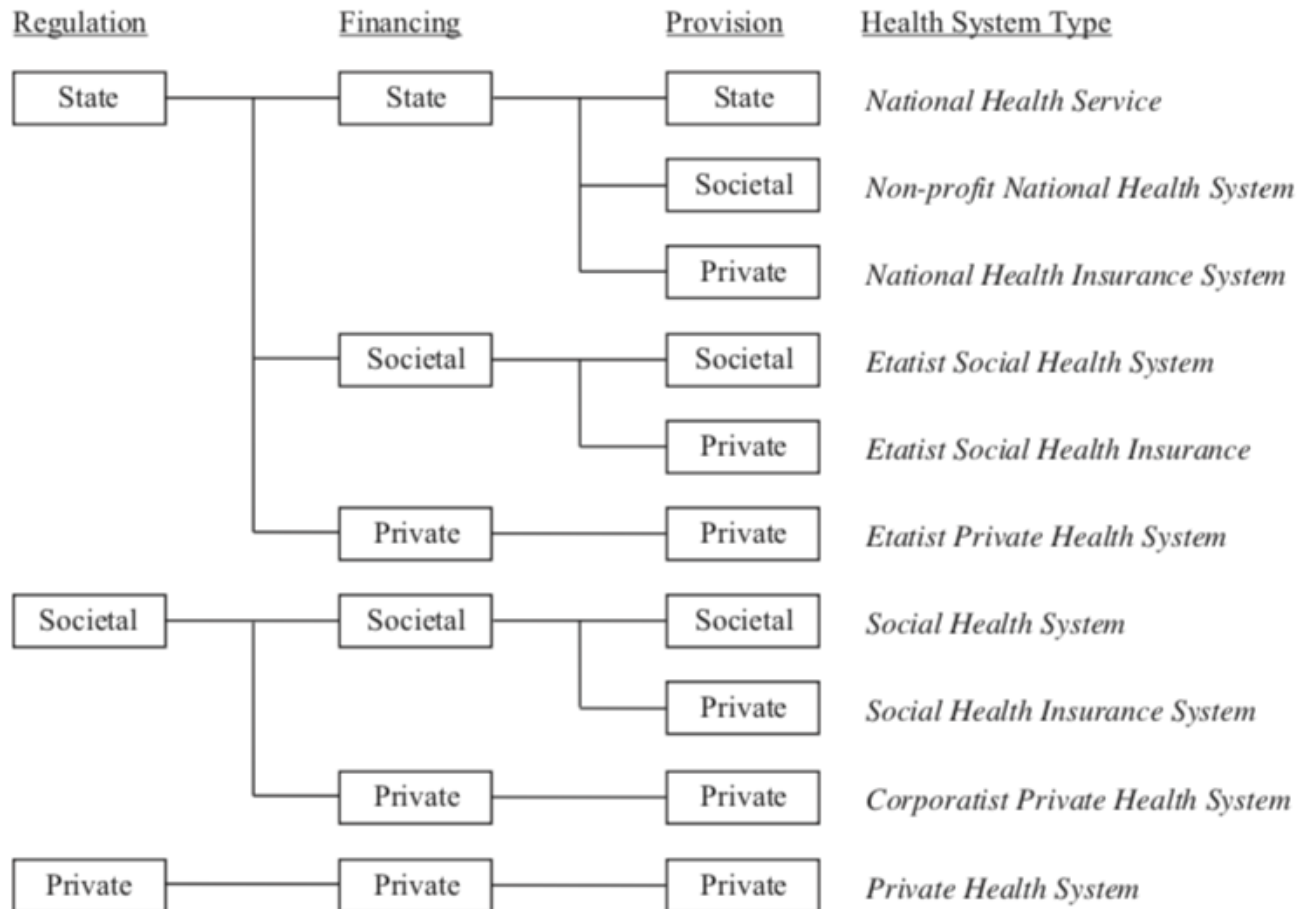 Regulation Financing Provision Health System Type
State State State National Health Service
Societal Non-profit National Health System
Private National Health Insurance System
Societal Societal Etatist Social Health System
Private Etatist Social Health Insurance
Private Private Etatist Private Health System
Societal Societal Societal Social Health System
Private Social Health Insurance System
Private Private Corporatist Private Health System
Private Private Private Private Health System